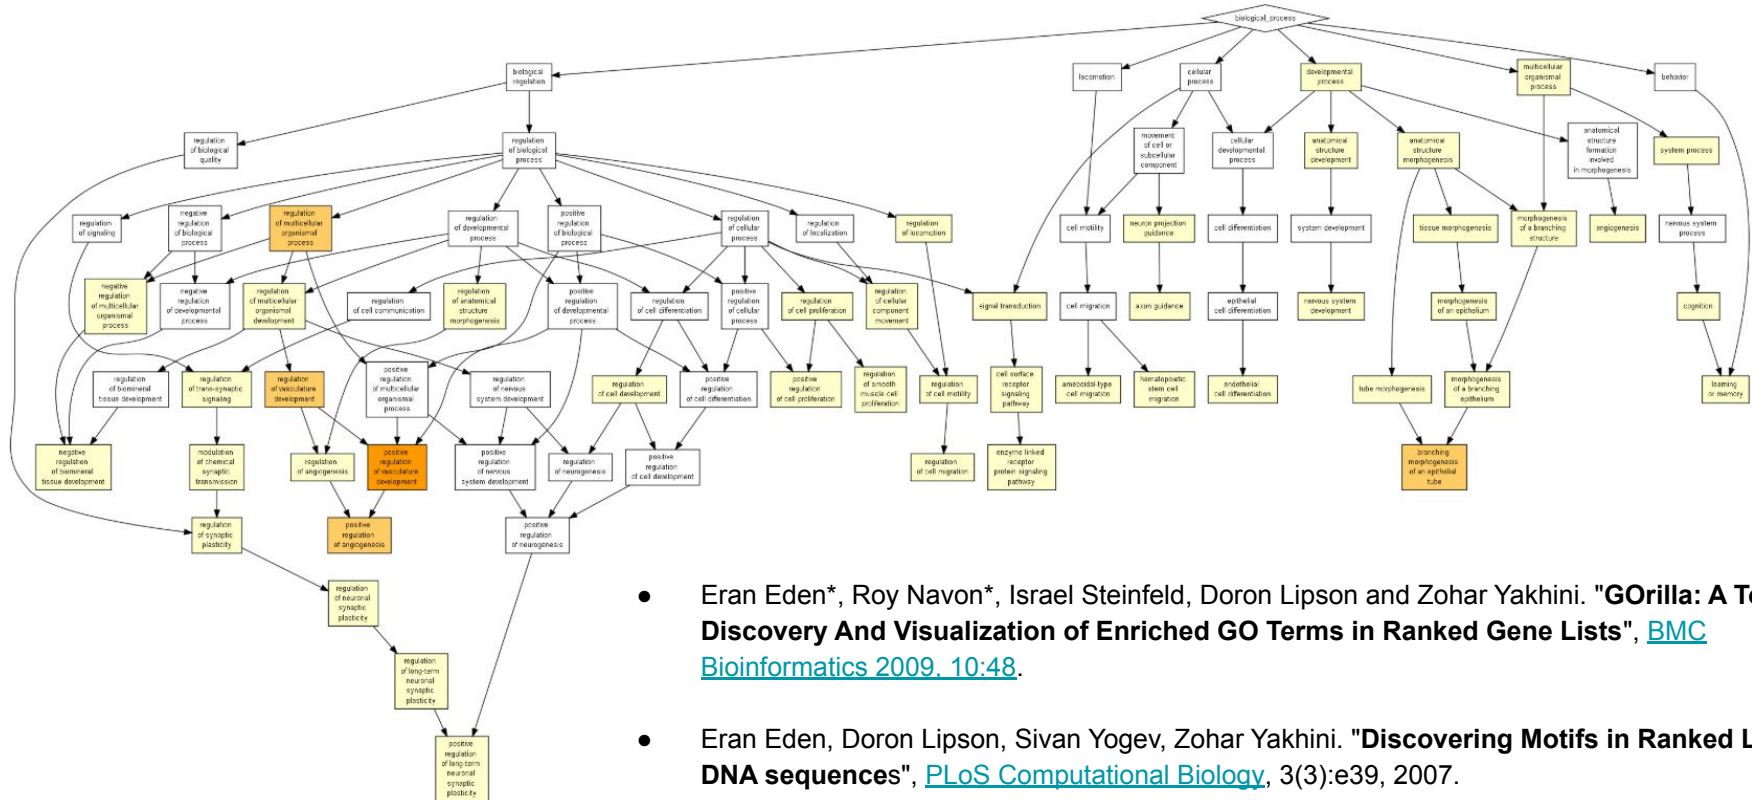 biological_process
biological
regulation
locomotion
cellular
process
developmental
process
multicellular
organismal
process
behavior
regulation
of biological
quality
regulation
of biological
process
movement
of cell or
subcellular
component
cellular
developmental
process
anatomical
structure
development
anatomical
structure
morphogenesis
anatomical
structure
formation
involved
in morphogenesis
system process
regulation
of signaling
negative
regulation
of biological
process
regulation
of multicellular
organismal
process
regulation
of developmental
process
positive
regulation
of biological
process
regulation
of cellular
process
regulation
of localization
regulation
of locomotion
cell motility
neuron projection
guidance
cell differentiation
system development
tissue morphogenesis
morphogenesis
of a branching
structure
angiogenesis
nervous system
process
negative
regulation
of multicellular
organismal
process
negative
regulation
of developmental
process
regulation
of multicellular
organismal
development
regulation
of cell communication
regulation
of anatomical
structure
morphogenesis
positive
regulation
of developmental
process
regulation
of cell differentiation
positive
regulation
of cellular
process
regulation
of cell proliferation
regulation
of cellular
component
movement
signal transduction
cell migration
axon guidance
epithelial
cell differentiation
nervous system
development
morphogenesis
of an epithelium
cognition
regulation
of biomineral
tissue development
regulation
of trans-synaptic
signaling
regulation
of vasculature
development
positive
regulation
of multicellular
organismal
process
regulation
of nervous
system development
regulation
of cell development
positive
regulation
of cell differentiation
positive
regulation
of cell proliferation
regulation
of smooth
muscle cell
proliferation
regulation
of cell motility
cell surface
receptor
signaling
pathway
ameboidal-type
cell migration
hematopoietic
stem cell
migration
endothelial
cell differentiation
tube morphogenesis
morphogenesis
of a branching
epithelium
learning
or memory
negative
regulation
of biomineral
tissue development
modulation
of chemical
synaptic
transmission
regulation
of angiogenesis
positive
regulation
of vasculature
development
positive
regulation
of nervous
system development
regulation
of neurogenesis
positive
regulation
of cell development
regulation
of cell migration
enzyme linked
receptor
protein signaling
pathway
branching
morphogenesis
of an epithelial
tube
regulation
of synaptic
plasticity
positive
regulation
of angiogenesis
positive
regulation
of neurogenesis
regulation
of neuronal
synaptic
plasticity
regulation
of long-term
neuronal
synaptic
plasticity
positive
regulation
of long-term
neuronal
synaptic
plasticity
● Eran Eden*, Roy Navon*, Israel Steinfeld, Doron Lipson and Zohar Yakhini. "GOrilla: A
Discovery And Visualization of Enriched GO Terms in Ranked Gene Lists", BMC
Bioinformatics 2009, 10:48.
● Eran Eden, Doron Lipson, Sivan Yogev, Zohar Yakhini. "Discovering Motifs in Ranked
DNA sequences", PLoS Computational Biology, 3(3):e39, 2007.